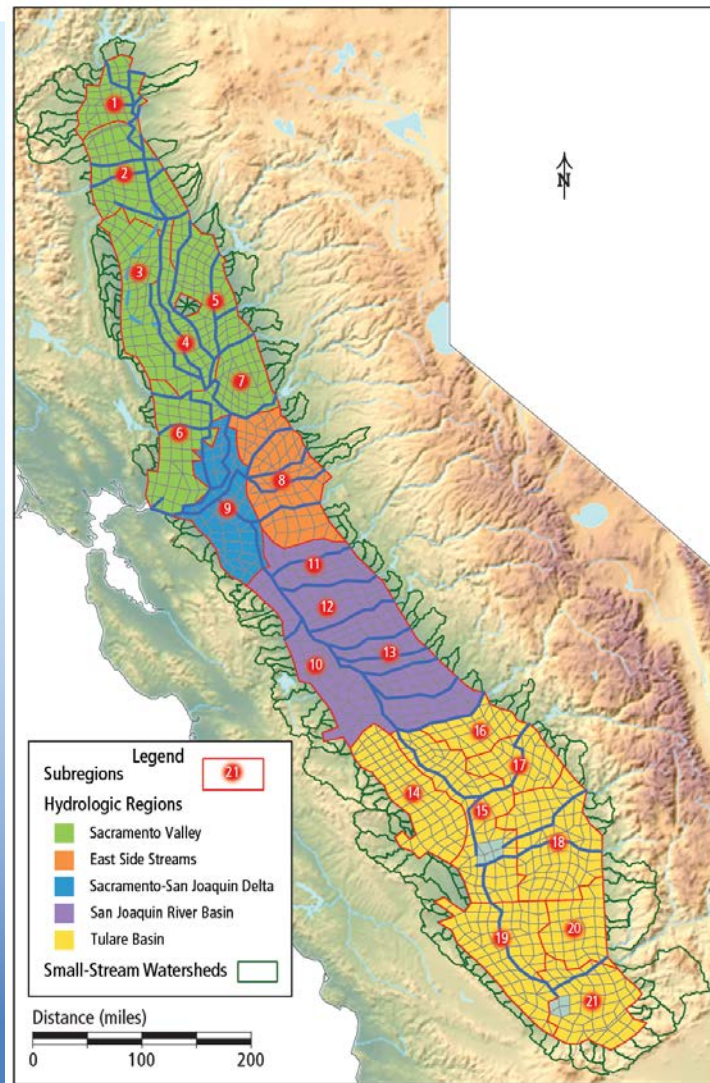 1
2
N
3
5
4
7
6
8
9
11
12
13
10
16
17
14
15
18
19
20
21
Legend
Subregions 21
Hydrologic Regions
Sacramento Valley
East Side Streams
Sacramento-San Joaquin Delta
San Joaquin River Basin
Tulare Basin
Small-Stream Watersheds
Distance (miles)
0 100 200